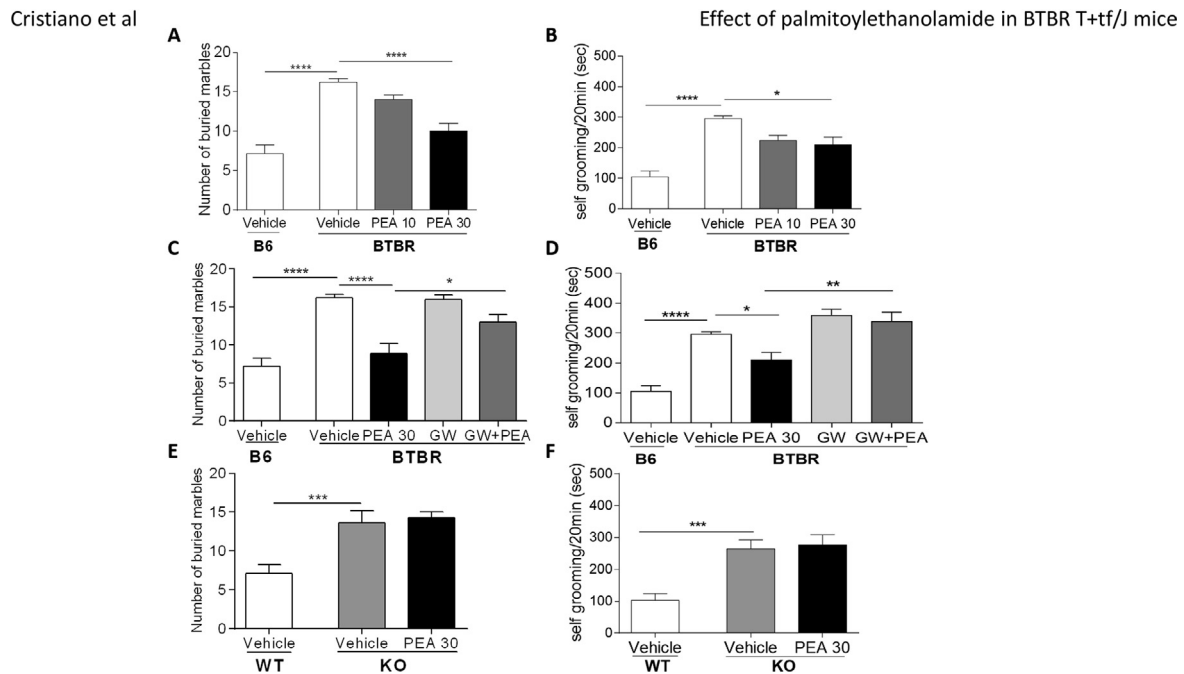 Cristiano et al
Effect of palmitoylethanolamide in BTBR T+tf/J mice
A
Number of buried marbles
20
15
10
5
0
****
****
Vehicle
Vehicle
PEA 10
PEA 30
B6
BTBR
B
self grooming/20min (sec)
500
400
300
200
100
0
****
*
Vehicle
Vehicle
PEA 10
PEA 30
B6
BTBR
C
Number of buried marbles
20
15
10
5
0
****
****
*
Vehicle
Vehicle
PEA 30
GW
GW+PEA
B6
BTBR
D
self grooming/20min (sec)
500
400
300
200
100
0
****
*
**
Vehicle
Vehicle
PEA 30
GW
GW+PEA
B6
BTBR
E
Number of buried marbles
20
15
10
5
0
***
Vehicle
Vehicle
PEA 30
WT
KO
F
self grooming/20min (sec)
500
400
300
200
100
0
***
Vehicle
Vehicle
PEA 30
WT
KO